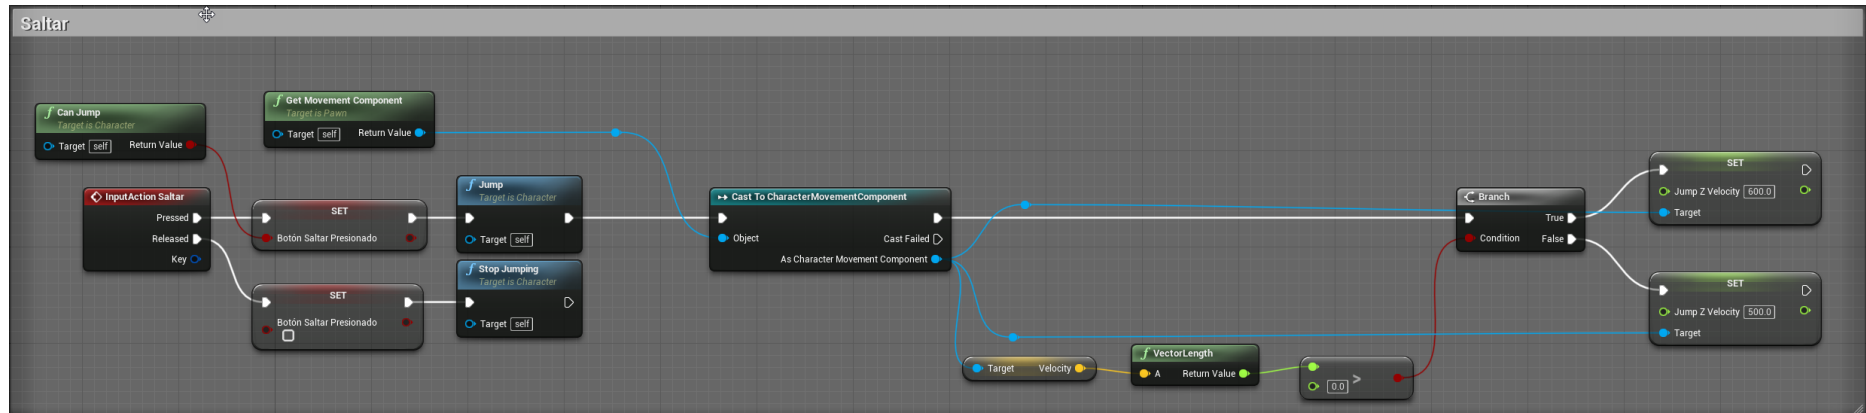 Saltar
Can Jump
Target is Character
Target self Return Value
Get Movement Component
Target is Pawn
Target self Return Value
InputAction Saltar
Pressed
Released
Key
SET
Botón Saltar Presionado
SET
Botón Saltar Presionado
Jump
Target is Character
Target self
Stop Jumping
Target is Character
Target self
Cast To CharacterMovementComponent
Object
Cast Failed
As Character Movement Component
Target Velocity
VectorLength
A Return Value
0.0 >
Branch
True
Condition False
SET
Jump Z Velocity 600.0
Target
SET
Jump Z Velocity 500.0
Target